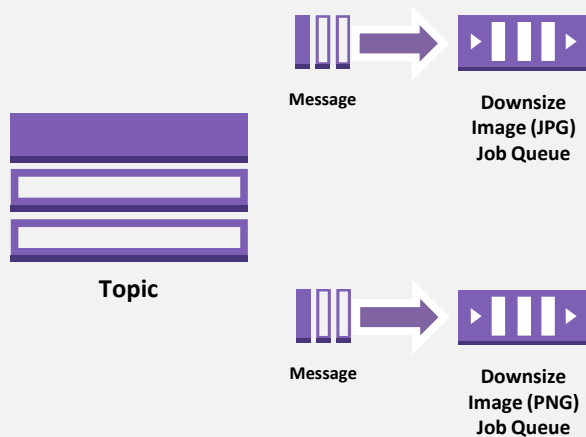 Message
Downsize
Image (JPG)
Job Queue
Topic
Message
Downsize
Image (PNG)
Job Queue